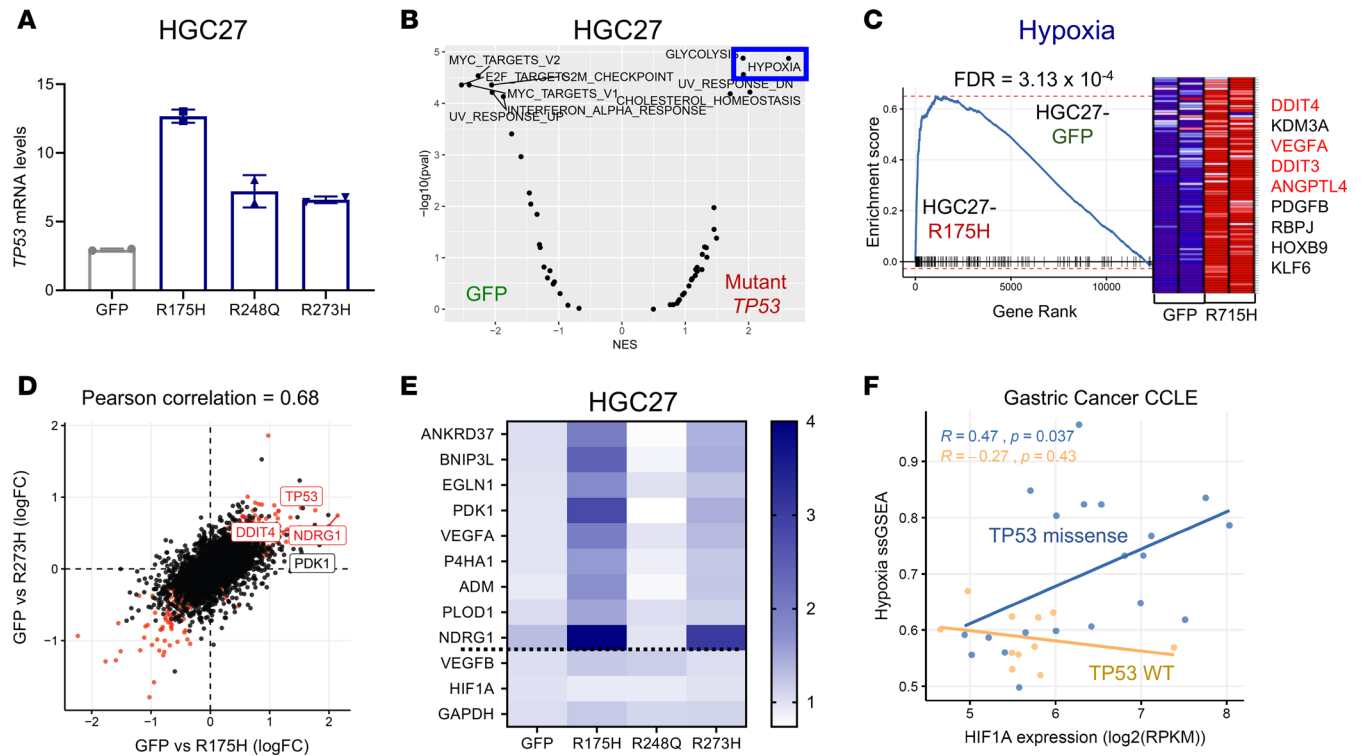 A
HGC27
TP53 mRNA levels
15
10
5
0
GFP
R175H
R248Q
R273H
B
HGC27
MYC_TARGETS_V2
E2F_TARGETS
G2M_CHECKPOINT
MYC_TARGETS_V1
INTERFERON_ALPHA_RESPONSE
UV_RESPONSE_UP
GLYCOLYSIS
HYPOXIA
UV_RESPONSE_DN
CHOLESTEROL_HOMEOSTASIS
−log10(pval)
5
4
3
2
1
0
GFP
Mutant
TP53
−2
−1
0
1
2
NES
C
Hypoxia
FDR = 3.13 x 10-4
HGC27-
GFP
HGC27-
R175H
Enrichment score
0.6
0.4
0.2
0.0
0
5000
10000
Gene Rank
GFP R715H
DDIT4
KDM3A
VEGFA
DDIT3
ANGPTL4
PDGFB
RBPJ
HOXB9
KLF6
D
Pearson correlation = 0.68
GFP vs R273H (logFC)
2
1
0
−1
TP53
DDIT4
NDRG1
PDK1
−2
−1
0
1
2
GFP vs R175H (logFC)
E
HGC27
ANKRD37
BNIP3L
EGLN1
PDK1
VEGFA
P4HA1
ADM
PLOD1
NDRG1
VEGFB
HIF1A
GAPDH
GFP
R175H
R248Q
R273H
4
3
2
1
F
Gastric Cancer CCLE
R = 0.47 , p = 0.037
R = −0.27 , p = 0.43
TP53 missense
TP53 WT
Hypoxia ssGSEA
0.9
0.8
0.7
0.6
0.5
5
6
7
8
HIF1A expression (log2(RPKM))